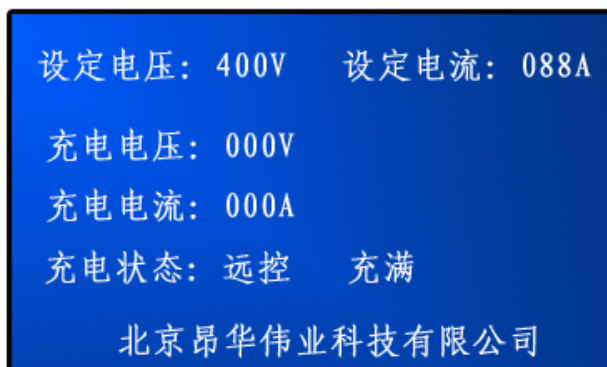 设定电压: 400V 设定电流: 088A
充电电压: 000V
充电电流: 000A
充电状态: 远控 充满
北京昂华伟业科技有限公司